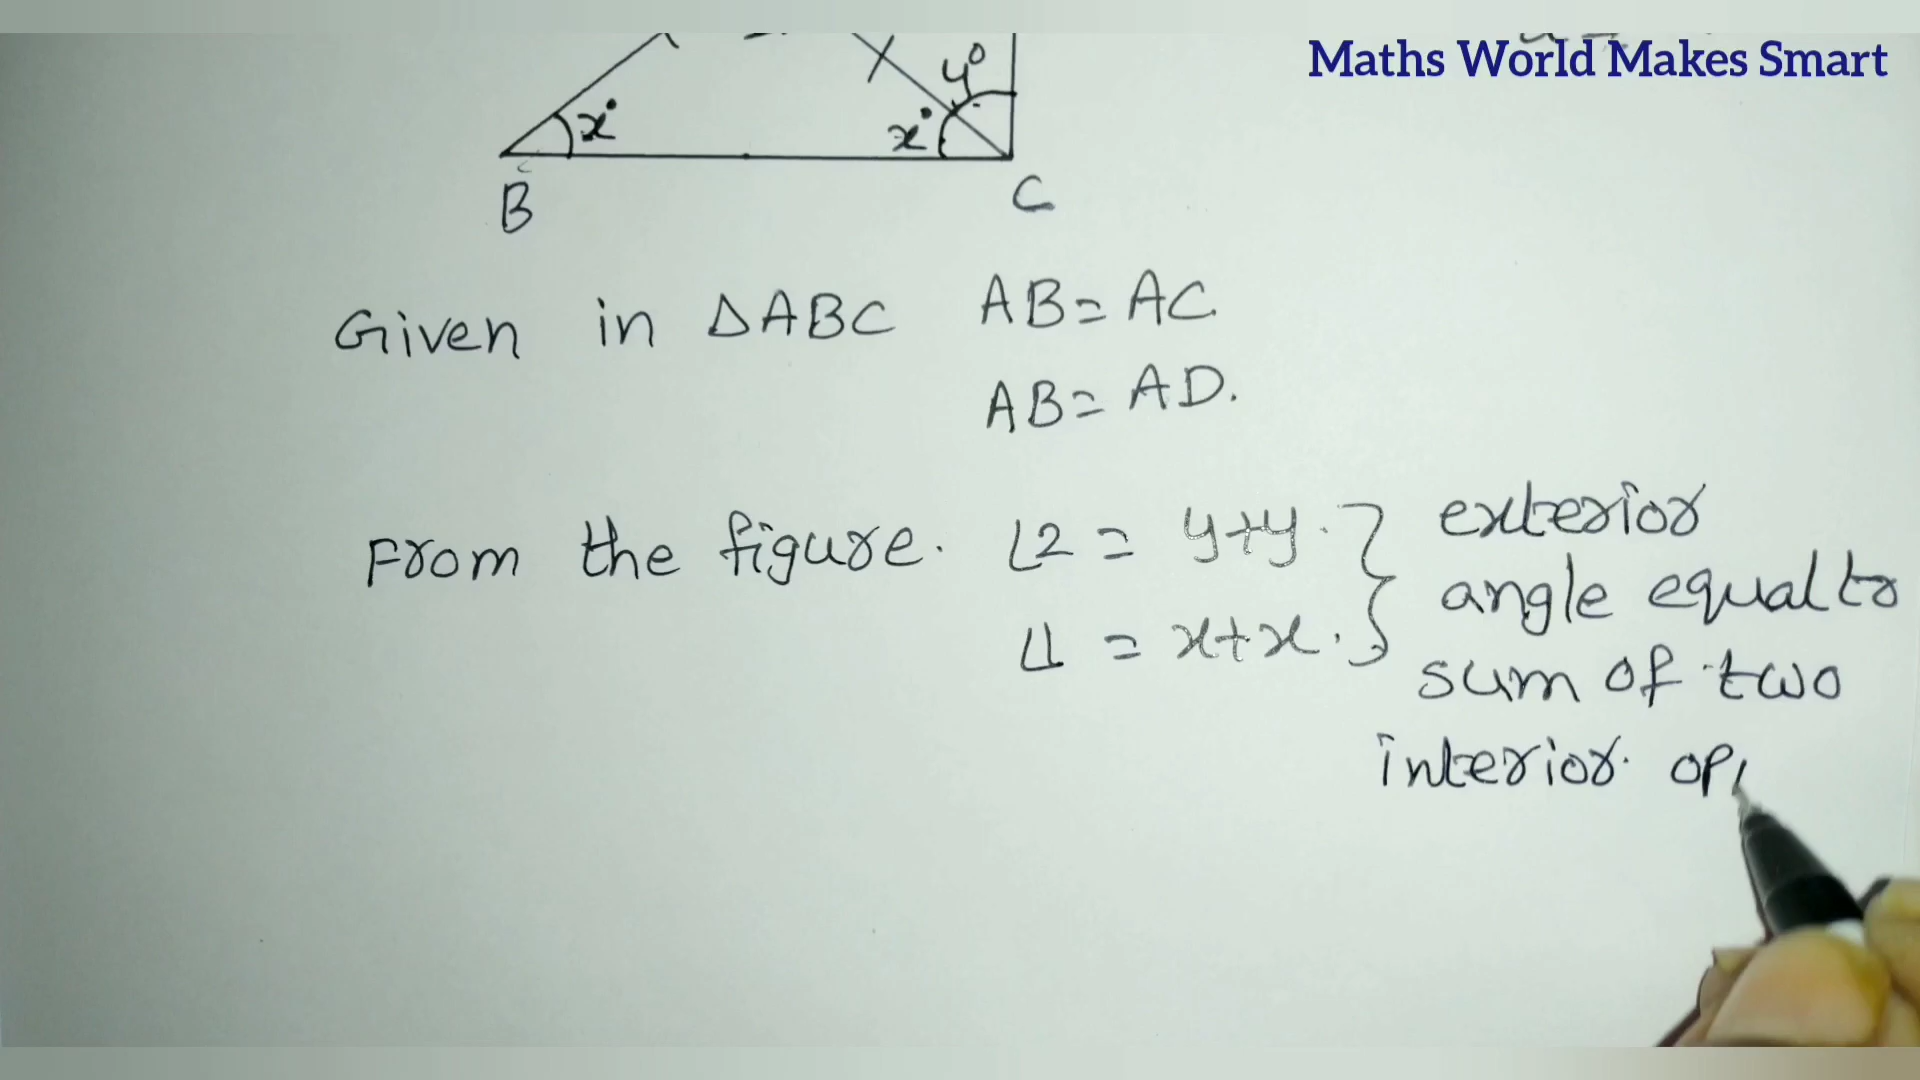 Maths World Makes Smart
y°
x° x°
B C
Given in ΔABC AB = AC.
AB = AD.
From the figure. ∠2 = y+y.
exterior
∠1 = x+x.
angle equal to
sum of two
interior. op